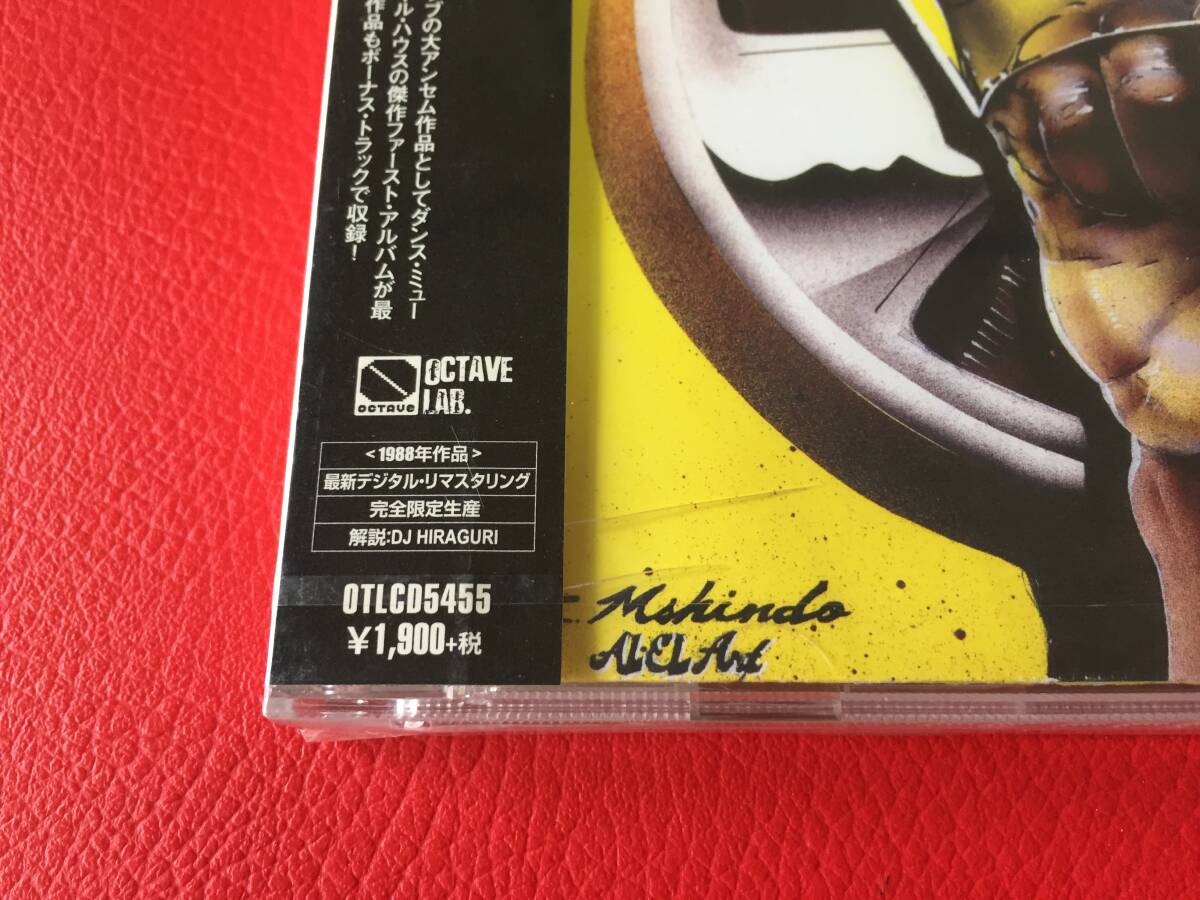 プの大アンセム作品としてダンス・ミュー
ル・ハウスの傑作ファースト・アルバムが最
作品もボーナス・トラックで収録!
OCTAVE
OCTAVE
LAB.
<1988年作品>
最新デジタル・リマスタリング
完全限定生産
解説:DJ HIRAGURI
OTLCD5455
¥1,900+税
Mshindo
Al·El Art